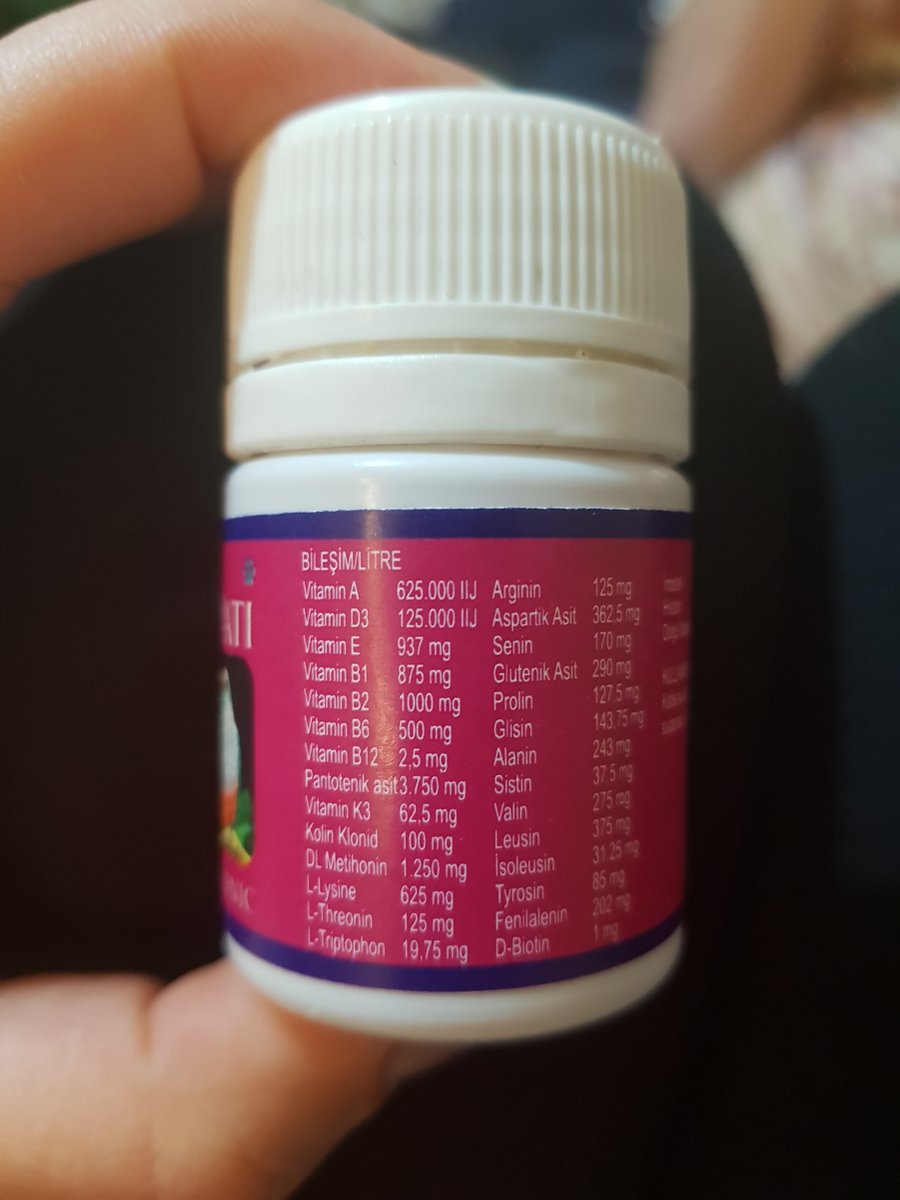 ATI
BİLEŞİM/LİTRE
Vitamin A 625.000 IIJ
Vitamin D3 125.000 IIJ
Vitamin E 937 mg
Vitamin B1 875 mg
Vitamin B2 1000 mg
Vitamin B6 500 mg
Vitamin B12 2,5 mg
Pantotenik asit 3.750 mg
Vitamin K3 62.5 mg
Kolin Klonid 100 mg
DL Metihonin 1.250 mg
L-Lysine 625 mg
L-Threonin 125 mg
L-Triptophon 19,75 mg
Arginin 125 mg
Aspartik Asit 362,5 mg
Senin 170 mg
Glutenik Asit 290 mg
Prolin 127,5 mg
Glisin 143,75 mg
Alanin 243 mg
Sistin 37,5 mg
Valin 275 mg
Leusin 375 mg
İsoleusin 31,25 mg
Tyrosin 85 mg
Fenilalenin 202 mg
D-Biotin 1 mg